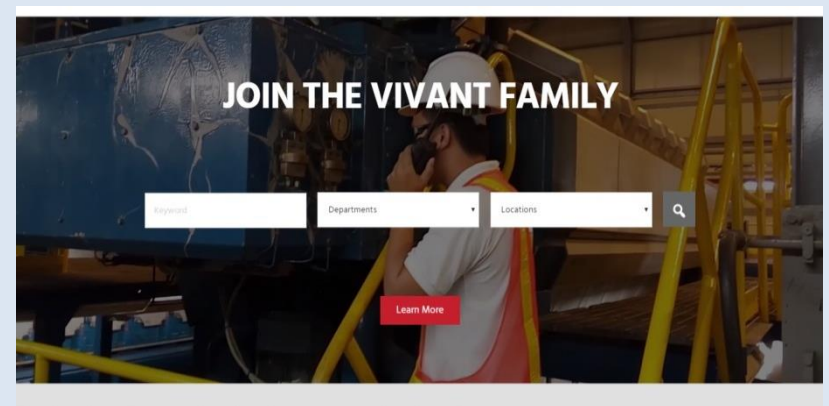 JOIN THE VIVANT FAMILY
Keyword
Departments
Locations
Learn More